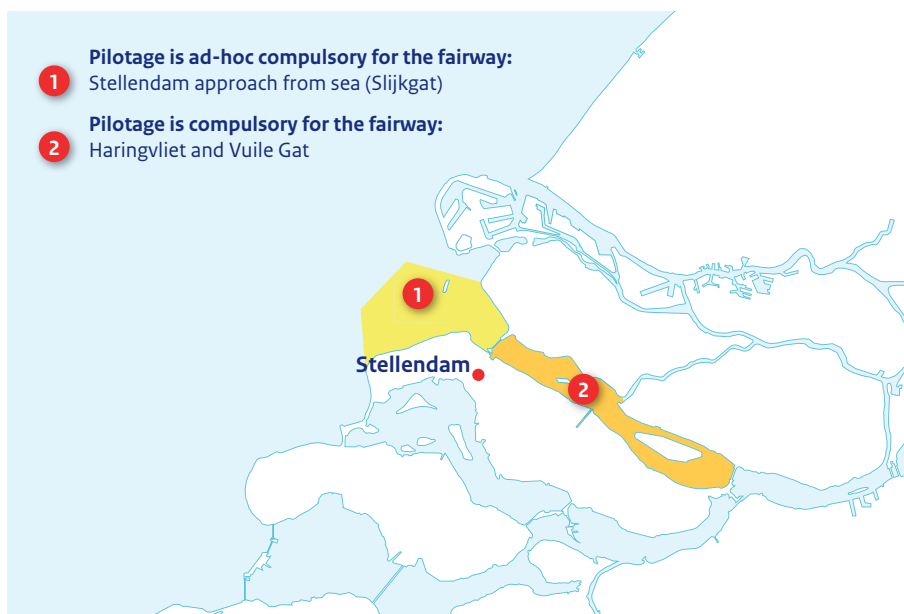 Pilotage is ad-hoc compulsory for the fairway:
1 Stellendam approach from sea (Slijkgat)
Pilotage is compulsory for the fairway:
2 Haringvliet and Vuile Gat
1
Stellendam
2